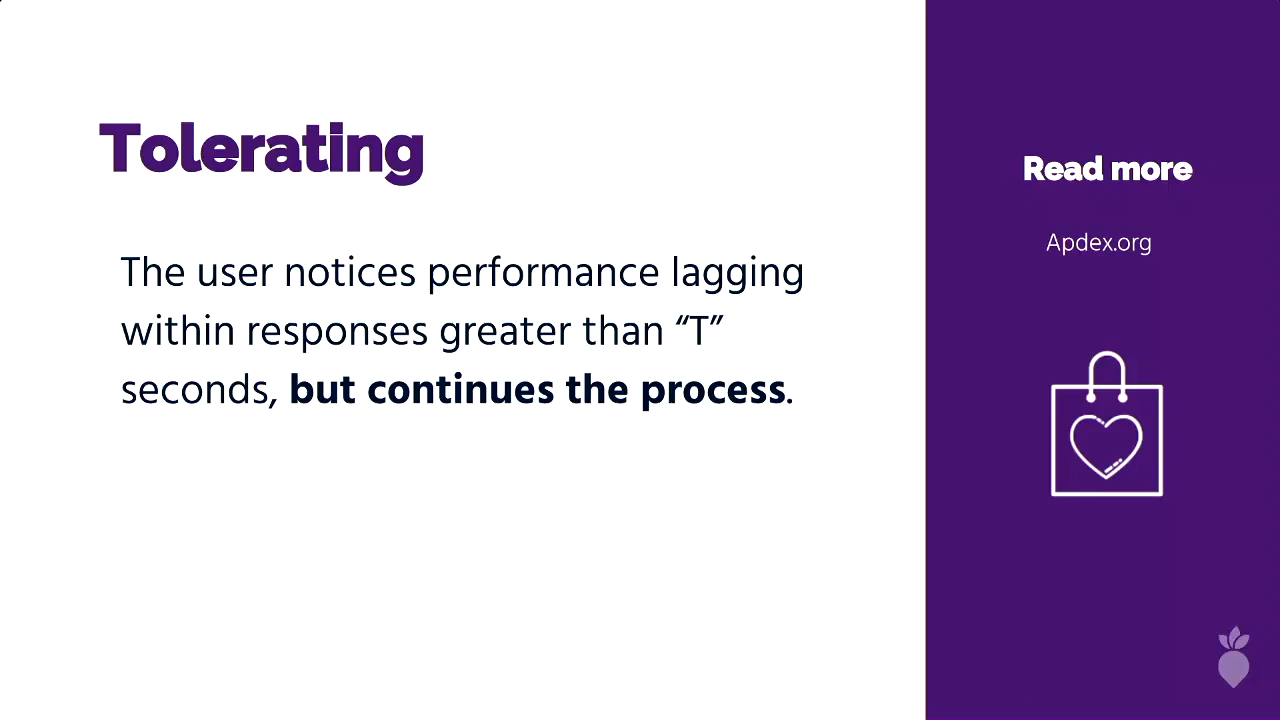 Tolerating
The user notices performance lagging
within responses greater than “T”
seconds, but continues the process.
Read more
Apdex.org